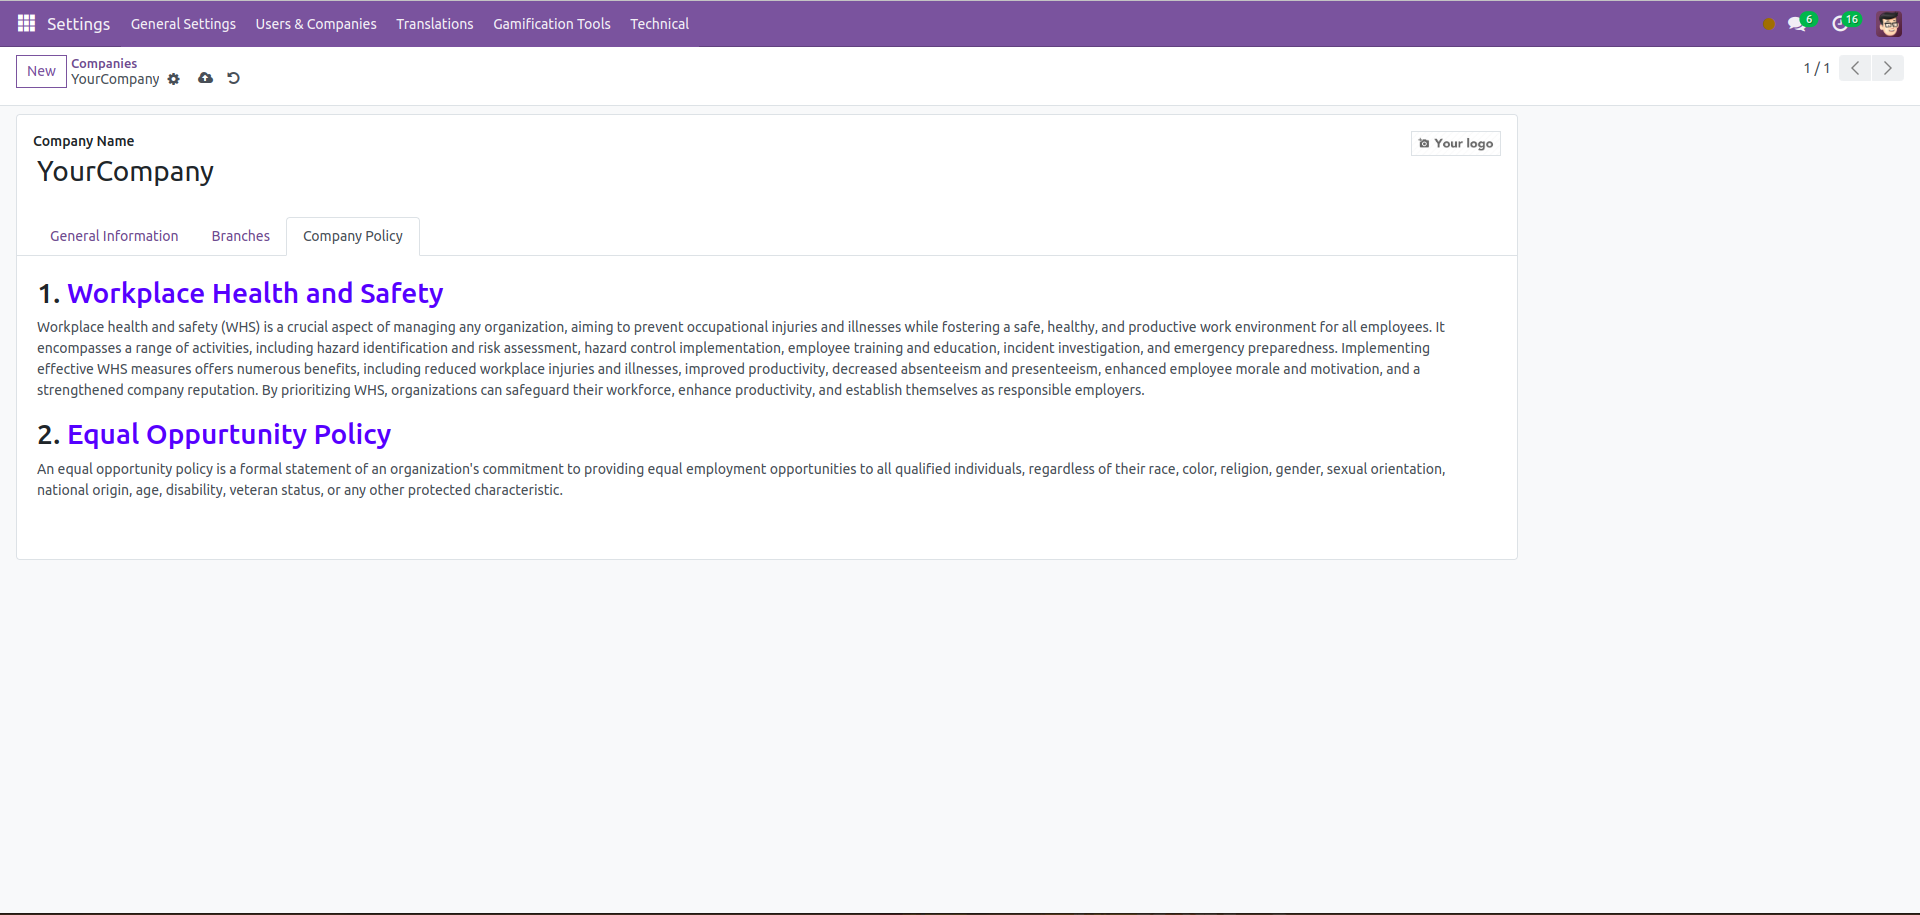 Settings General Settings Users & Companies Translations Gamification Tools Technical 6 16
New Companies 1 / 1
YourCompany
Company Name Your logo
YourCompany
General Information Branches Company Policy
1. Workplace Health and Safety
Workplace health and safety (WHS) is a crucial aspect of managing any organization, aiming to prevent occupational injuries and illnesses while fostering a safe, healthy, and productive work environment for all employees. It
encompasses a range of activities, including hazard identification and risk assessment, hazard control implementation, employee training and education, incident investigation, and emergency preparedness. Implementing
effective WHS measures offers numerous benefits, including reduced workplace injuries and illnesses, improved productivity, decreased absenteeism and presenteeism, enhanced employee morale and motivation, and a
strengthened company reputation. By prioritizing WHS, organizations can safeguard their workforce, enhance productivity, and establish themselves as responsible employers.
2. Equal Oppurtunity Policy
An equal opportunity policy is a formal statement of an organization's commitment to providing equal employment opportunities to all qualified individuals, regardless of their race, color, religion, gender, sexual orientation,
national origin, age, disability, veteran status, or any other protected characteristic.